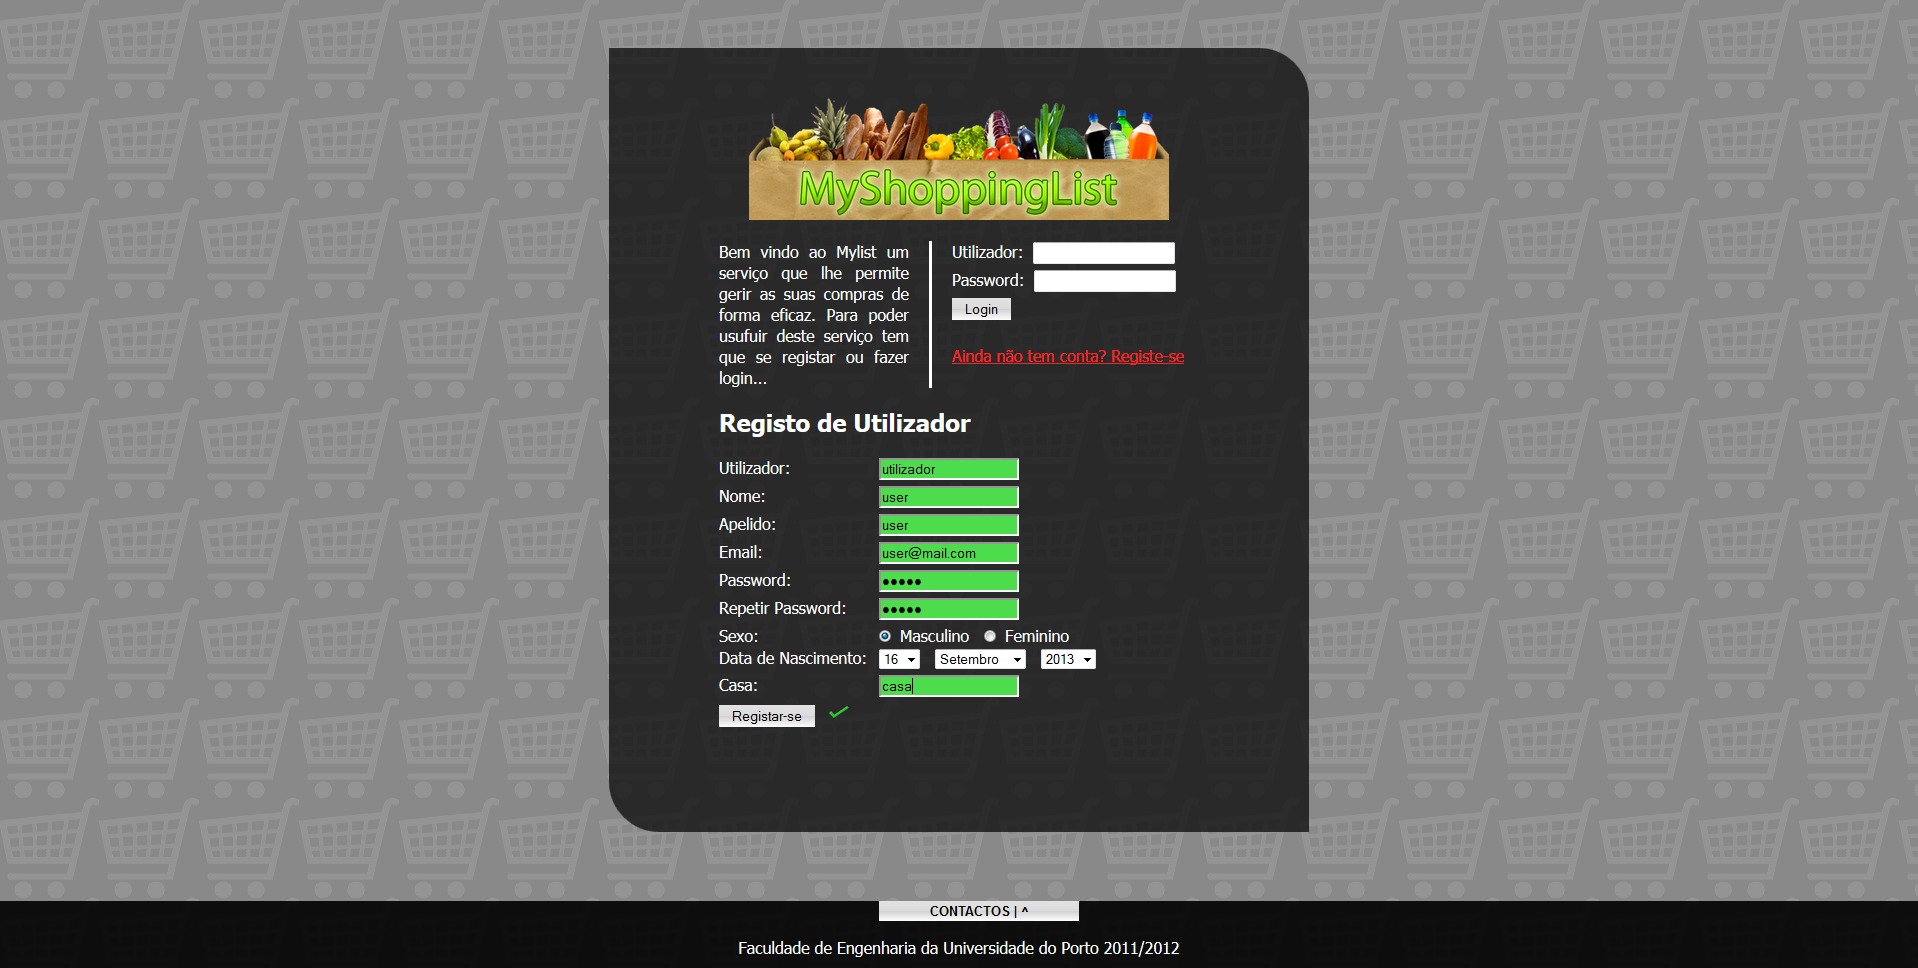 MyShoppingList
Bem vindo ao Mylist um
serviço que lhe permite
gerir as suas compras de
forma eficaz. Para poder
usufuir deste serviço tem
que se registar ou fazer
login...
Utilizador:
Password:
Login
Ainda não tem conta? Registe-se
Registo de Utilizador
Utilizador: utilizador
Nome: user
Apelido: user
Email: user@mail.com
Password: •••••
Repetir Password: •••••
Sexo: Masculino Feminino
Data de Nascimento: 16 Setembro 2013
Casa: casa
Registar-se
CONTACTOS | ^
Faculdade de Engenharia da Universidade do Porto 2011/2012